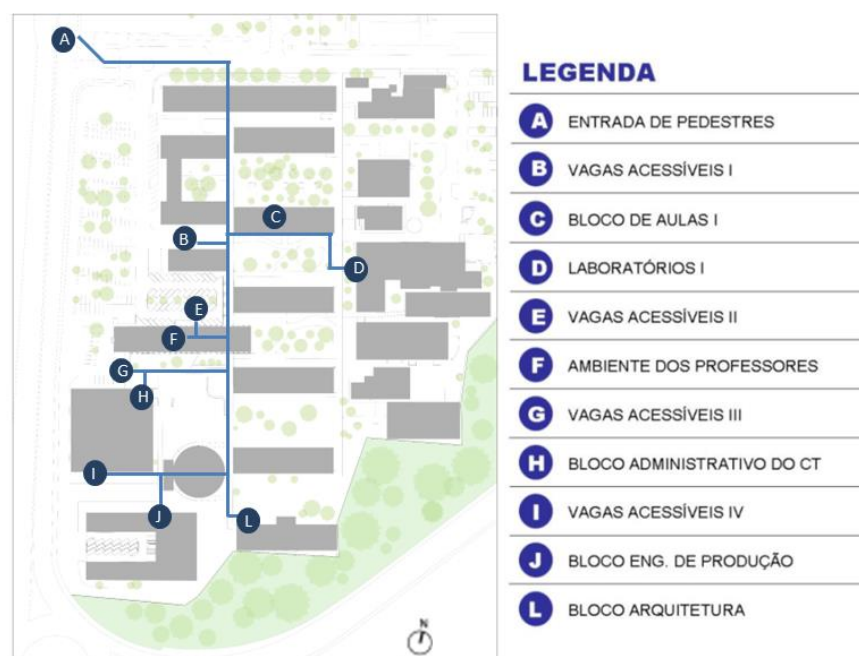 A
B
C
D
E
F
G
H
I
J
L
N
LEGENDA
A ENTRADA DE PEDESTRES
B VAGAS ACESSÍVEIS I
C BLOCO DE AULAS I
D LABORATÓRIOS I
E VAGAS ACESSÍVEIS II
F AMBIENTE DOS PROFESSORES
G VAGAS ACESSÍVEIS III
H BLOCO ADMINISTRATIVO DO CT
I VAGAS ACESSÍVEIS IV
J BLOCO ENG. DE PRODUÇÃO
L BLOCO ARQUITETURA